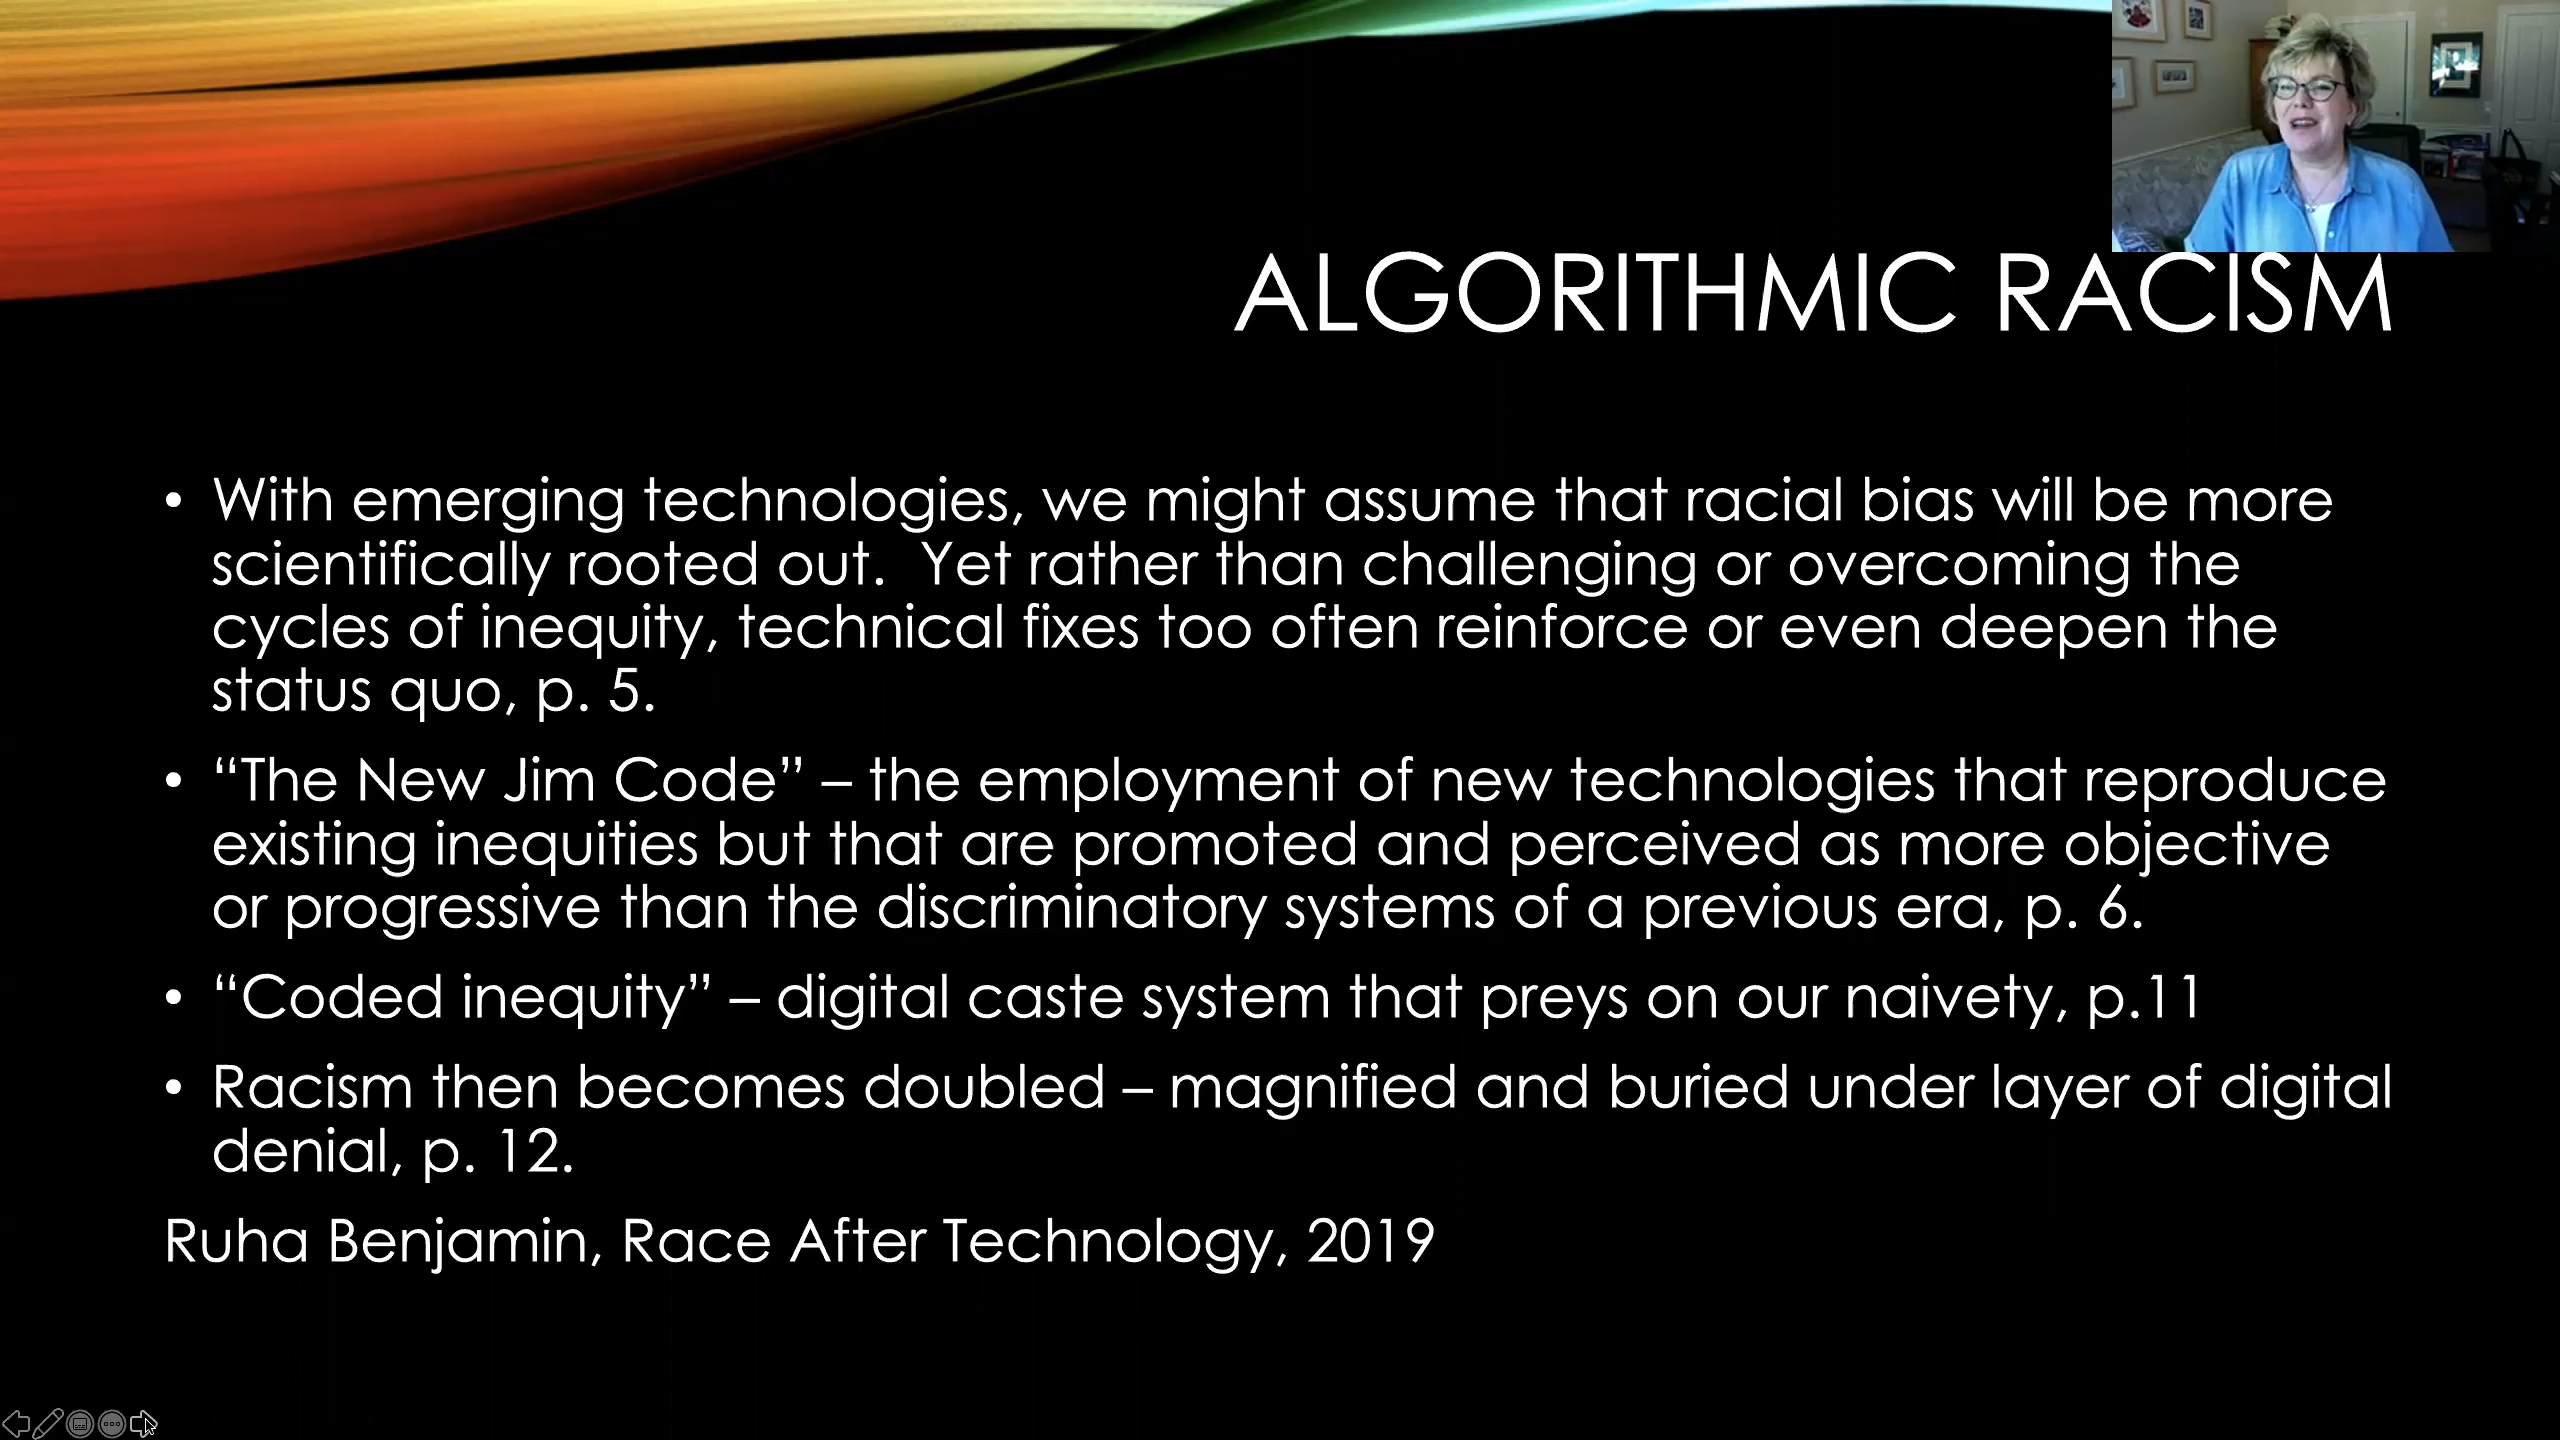 ALGORITHMIC RACISM
• With emerging technologies, we might assume that racial bias will be more
scientifically rooted out.  Yet rather than challenging or overcoming the
cycles of inequity, technical fixes too often reinforce or even deepen the
status quo, p. 5.
• “The New Jim Code” – the employment of new technologies that reproduce
existing inequities but that are promoted and perceived as more objective
or progressive than the discriminatory systems of a previous era, p. 6.
• “Coded inequity” – digital caste system that preys on our naivety, p.11
• Racism then becomes doubled – magnified and buried under layer of digital
denial, p. 12.
Ruha Benjamin, Race After Technology, 2019